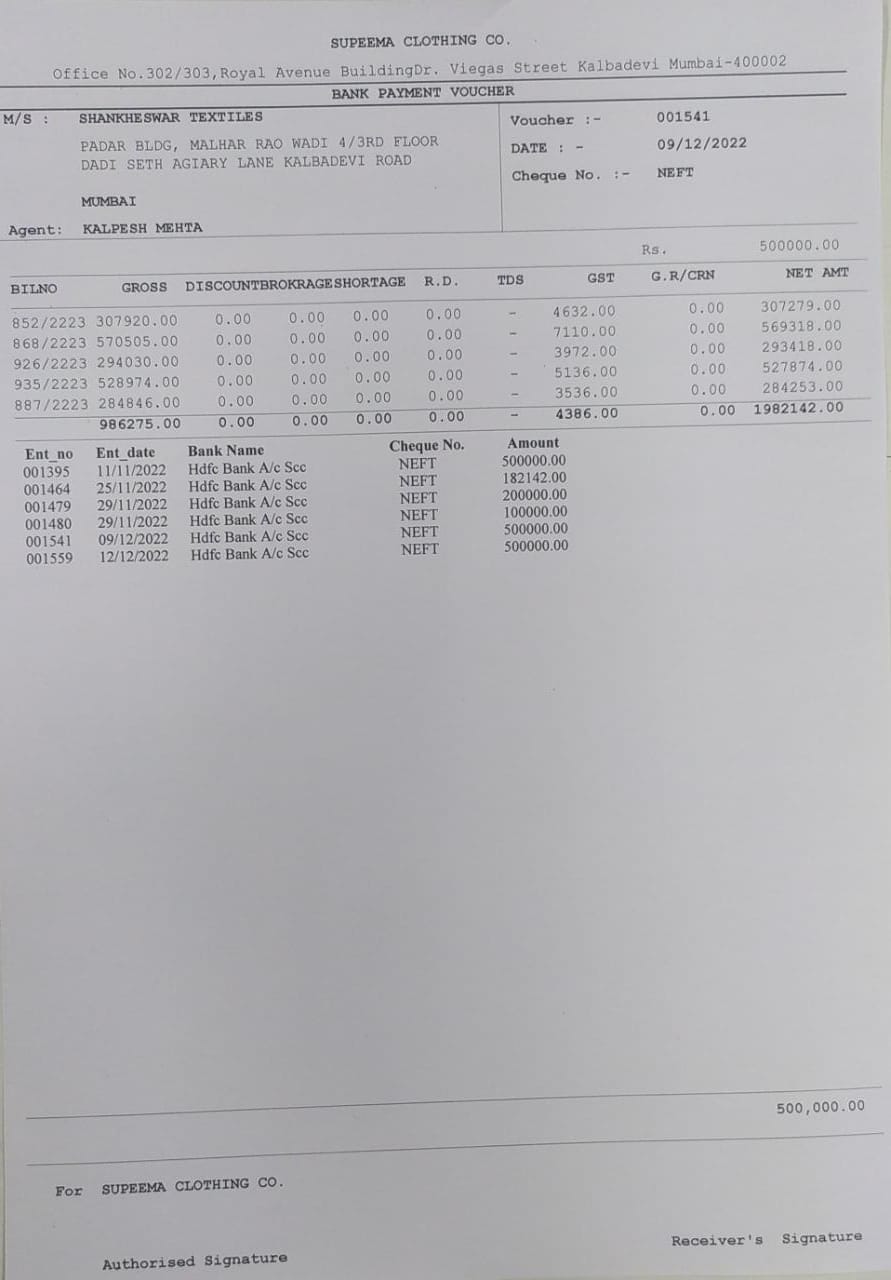 SUPEEMA CLOTHING CO.
Office No.302/303,Royal Avenue BuildingDr. Viegas Street Kalbadevi Mumbai-400002
BANK PAYMENT VOUCHER
M/S : SHANKHESWAR TEXTILES Voucher :- 001541
PADAR BLDG, MALHAR RAO WADI 4/3RD FLOOR DATE : - 09/12/2022
DADI SETH AGIARY LANE KALBADEVI ROAD Cheque No. :- NEFT
MUMBAI
Agent: KALPESH MEHTA
Rs. 500000.00
BILNO GROSS DISCOUNTBROKRAGESHORTAGE R.D. TDS GST G.R/CRN NET AMT
852/2223 307920.00 0.00 0.00 0.00 0.00 - 4632.00 0.00 307279.00
868/2223 570505.00 0.00 0.00 0.00 0.00 - 7110.00 0.00 569318.00
926/2223 294030.00 0.00 0.00 0.00 0.00 - 3972.00 0.00 293418.00
935/2223 528974.00 0.00 0.00 0.00 0.00 - 5136.00 0.00 527874.00
887/2223 284846.00 0.00 0.00 0.00 0.00 - 3536.00 0.00 284253.00
986275.00 0.00 0.00 0.00 0.00 - 4386.00 0.00 1982142.00
Ent_no Ent_date Bank Name Cheque No. Amount
001395 11/11/2022 Hdfc Bank A/c Scc NEFT 500000.00
001464 25/11/2022 Hdfc Bank A/c Scc NEFT 182142.00
001479 29/11/2022 Hdfc Bank A/c Scc NEFT 200000.00
001480 29/11/2022 Hdfc Bank A/c Scc NEFT 100000.00
001541 09/12/2022 Hdfc Bank A/c Scc NEFT 500000.00
001559 12/12/2022 Hdfc Bank A/c Scc NEFT 500000.00
500,000.00
For SUPEEMA CLOTHING CO.
Authorised Signature Receiver's Signature